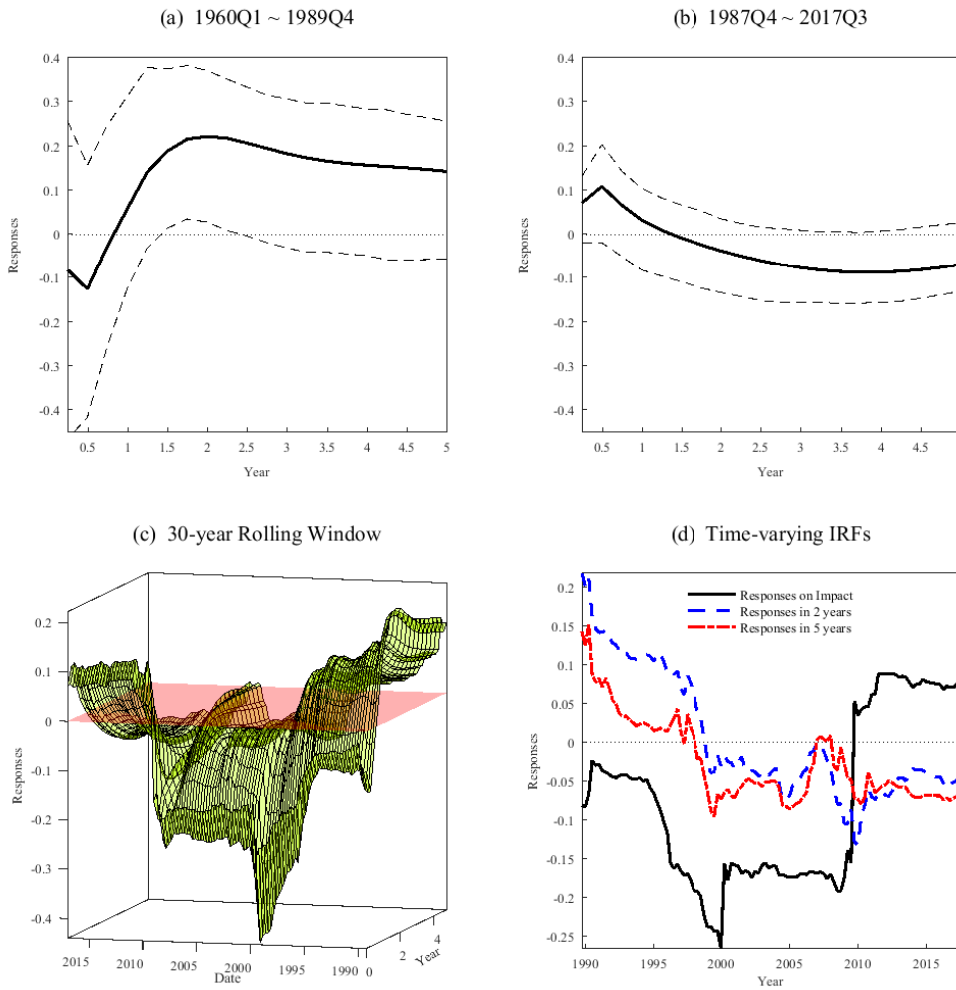 (a) 1960Q1 ~ 1989Q4
0.4
0.3
0.2
0.1
0
-0.1
-0.2
-0.3
-0.4
Responses
0.5 1 1.5 2 2.5 3 3.5 4 4.5 5
Year
(b) 1987Q4 ~ 2017Q3
0.4
0.3
0.2
0.1
0
-0.1
-0.2
-0.3
-0.4
Responses
0.5 1 1.5 2 2.5 3 3.5 4 4.5
Year
(c) 30-year Rolling Window
0.2
0.1
0
-0.1
-0.2
-0.3
-0.4
Responses
2015 2010 2005 2000 1995 1990
Date
0 2 4
Year
(d) Time-varying IRFs
Responses on Impact
Responses in 2 years
Responses in 5 years
0.2
0.15
0.1
0.05
0
-0.05
-0.1
-0.15
-0.2
-0.25
Responses
1990 1995 2000 2005 2010 2015
Year